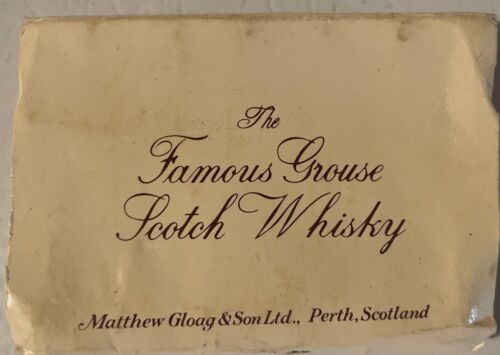 The
Famous Grouse
Scotch Whisky
Matthew Gloag & Son Ltd., Perth, Scotland